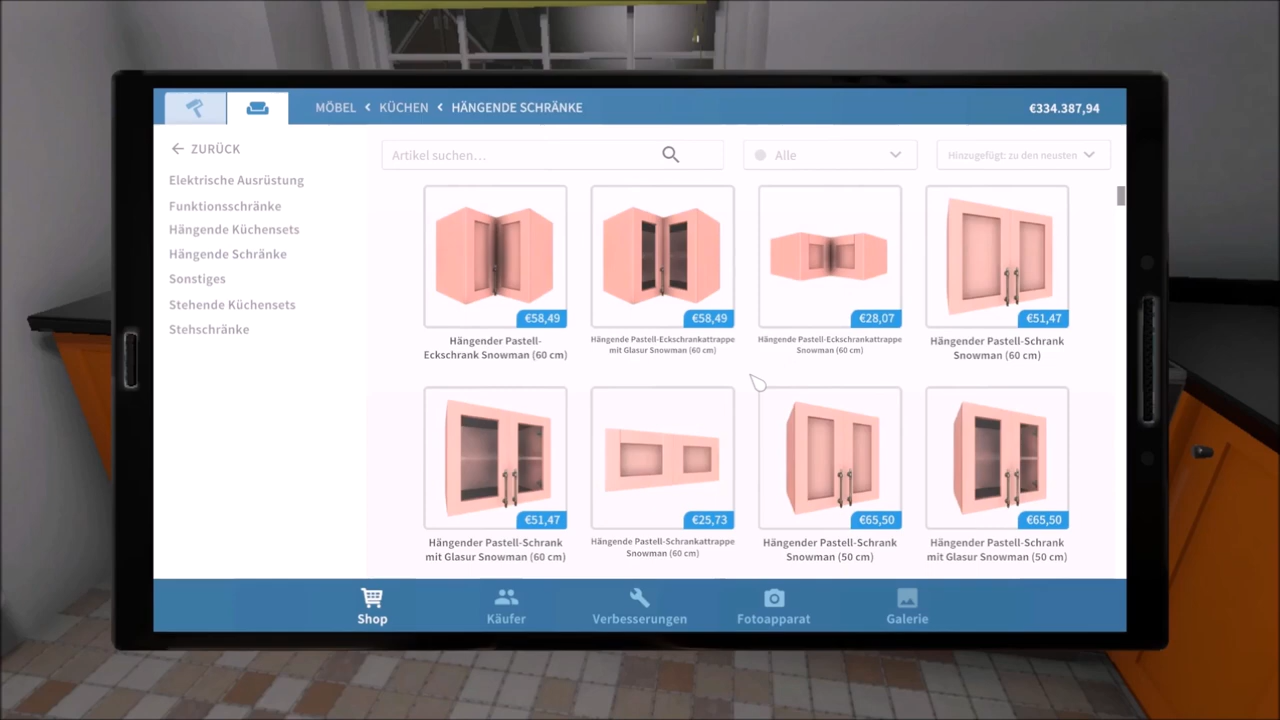 MÖBEL < KÜCHEN < HÄNGENDE SCHRÄNKE
€334.387,94
ZURÜCK
Elektrische Ausrüstung
Funktionsschränke
Hängende Küchensets
Hängende Schränke
Sonstiges
Stehende Küchensets
Stehschränke
Artikel suchen...
Alle
Hinzugefügt: zu den neusten
€58,49
€58,49
€28,07
€51,47
Hängender Pastell-
Eckschrank Snowman (60 cm)
Hängende Pastell-Eckschrankattrappe
mit Glasur Snowman (60 cm)
Hängende Pastell-Eckschrankattrappe
Snowman (60 cm)
Hängender Pastell-Schrank
Snowman (60 cm)
€51,47
€25,73
€65,50
€65,50
Hängender Pastell-Schrank
mit Glasur Snowman (60 cm)
Hängende Pastell-Schrankattrappe
Snowman (60 cm)
Hängender Pastell-Schrank
Snowman (50 cm)
Hängender Pastell-Schrank
mit Glasur Snowman (50 cm)
Shop
Käufer
Verbesserungen
Fotoapparat
Galerie